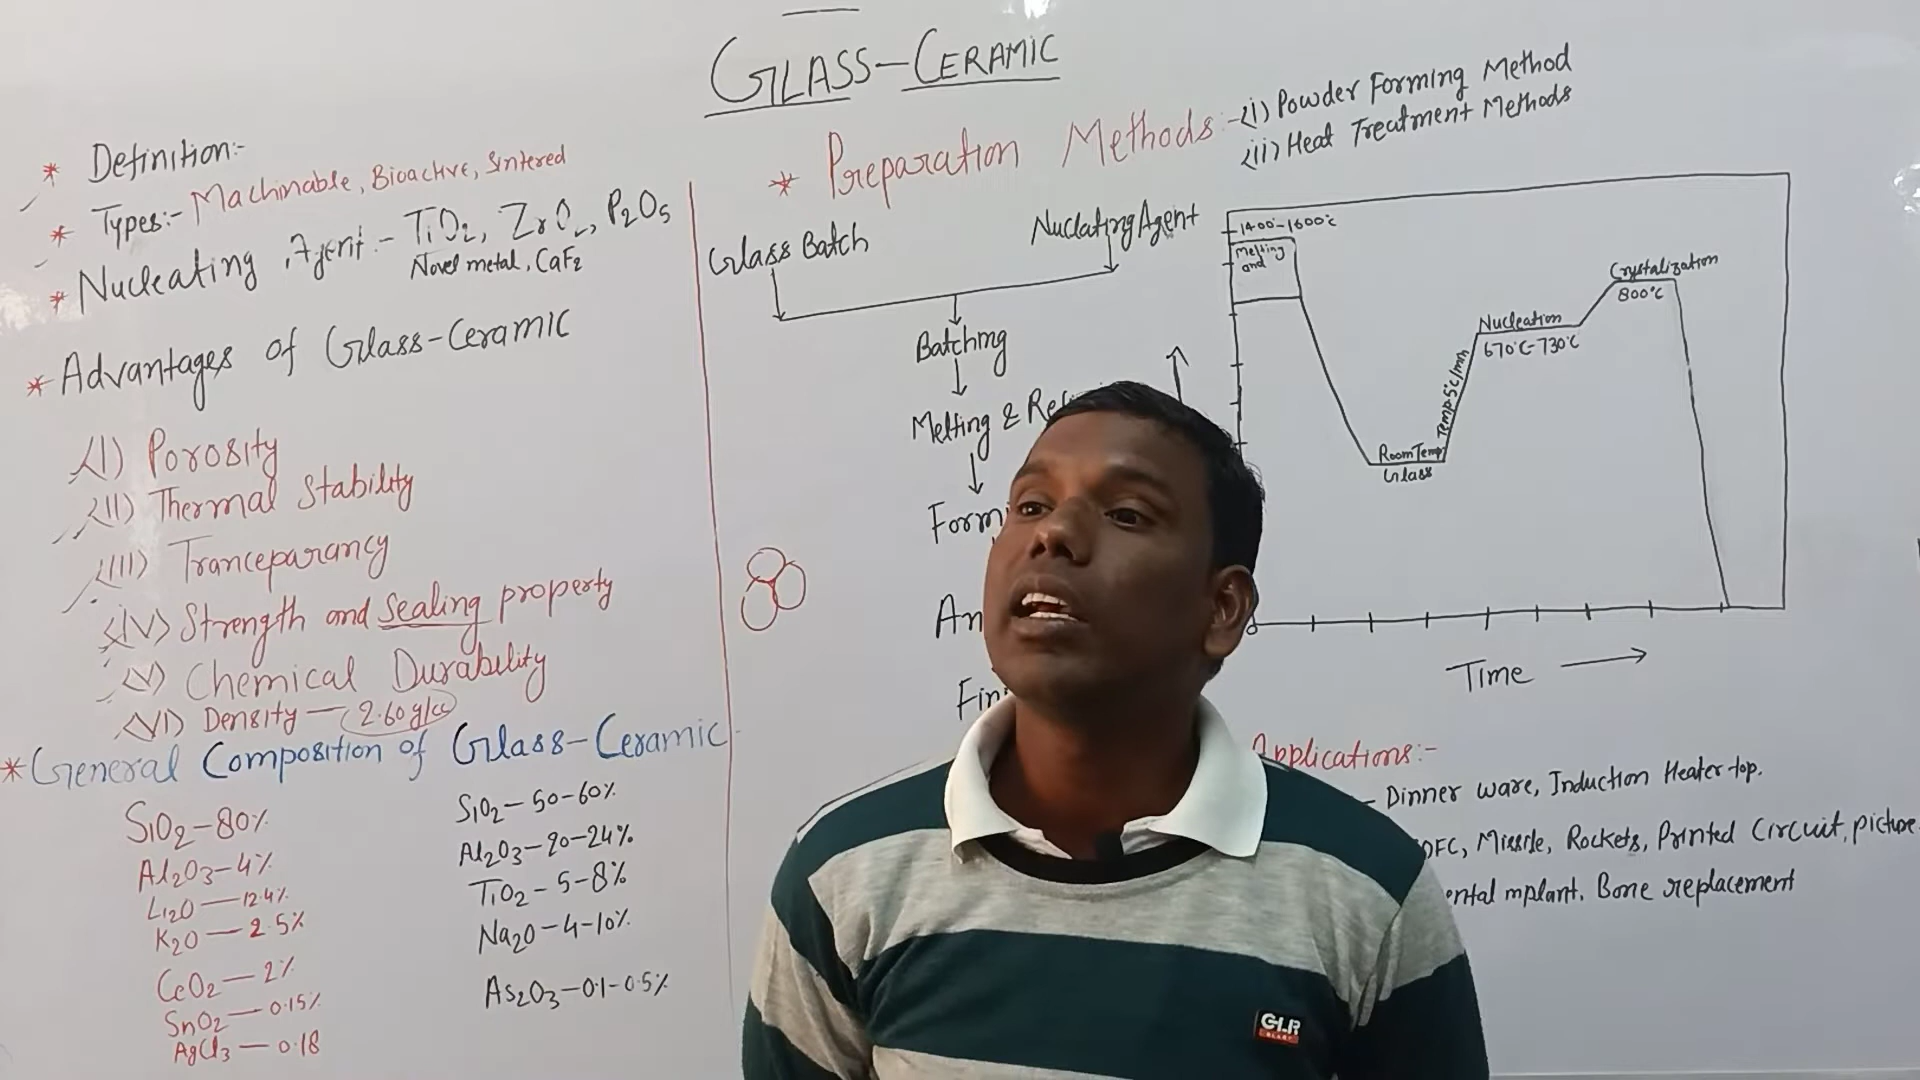 GLASS-CERAMIC
* Definition:-
* Types:- Machinable, Bioactive, Sintered
* Nucleating Agent:- TiO2, ZrO2, P2O5
Novel metal, CaF2
* Advantages of Glass-Ceramic
(I) Porosity
(II) Thermal Stability
(III) Tranceparancy
(IV) Strength and sealing property
(V) Chemical Durability
(VI) Density — 2.60 g/cc
* General Composition of Glass-Ceramic
SiO2-80%
Al2O3-4%
Li2O — 12.4%
K2O — 2.5%
CeO2 — 2%
SnO2 — 0.15%
AgCl3 — 0.18
SiO2-50-60%
Al2O3-20-24%
TiO2-5-8%
Na2O-4-10%
As2O3-0.1-0.5%
* Preparation Methods:- (i) Powder Forming Method
(ii) Heat Treatment Methods
Glass Batch
Nuclating Agent
Batching
Melting &
Form
An
Fin
1400-1600°c
Melting
and
Room Temp
Glass
Temp 5°c/min
Nucleation
670°C-730°C
Crystalization
800°C
Time
Applications:-
- Dinner ware, Induction Heater top.
OFC, Missile, Rockets, Printed Circuit, picture
ental mplant. Bone replacement
GLR